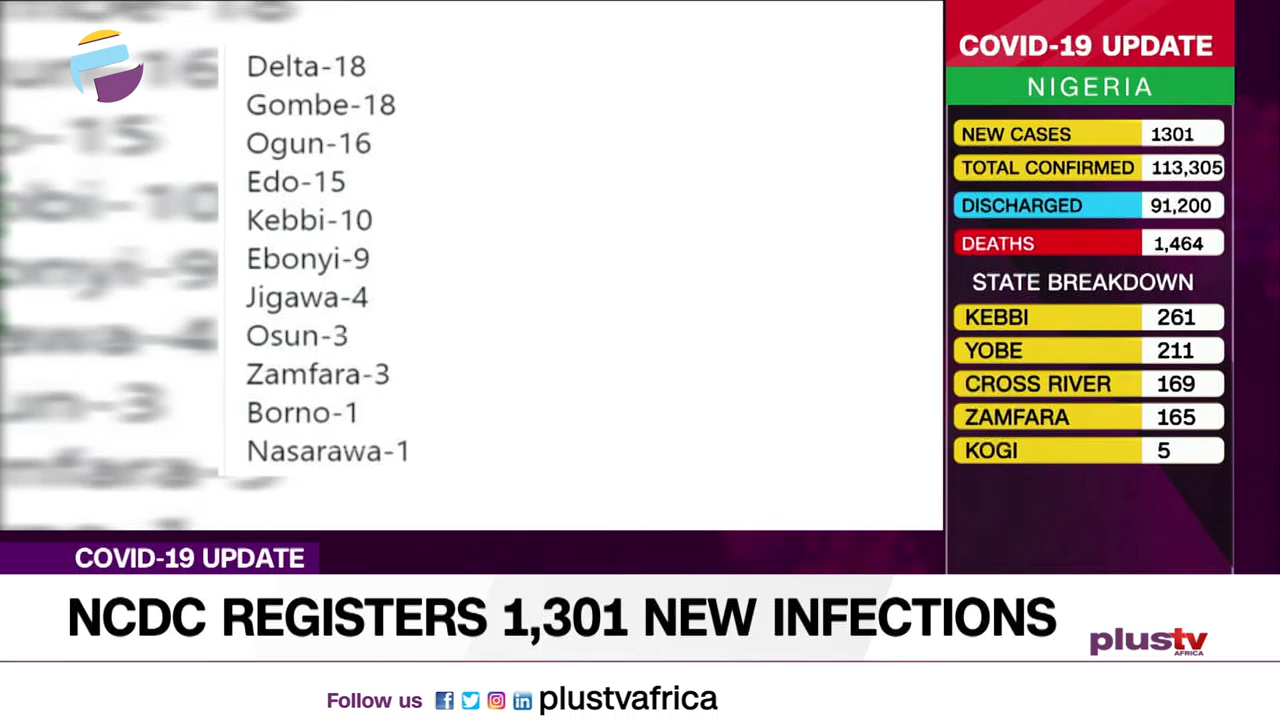 Delta-18
Gombe-18
Ogun-16
Edo-15
Kebbi-10
Ebonyi-9
Jigawa-4
Osun-3
Zamfara-3
Borno-1
Nasarawa-1
COVID-19 UPDATE
NIGERIA
NEW CASES 1301
TOTAL CONFIRMED 113,305
DISCHARGED 91,200
DEATHS 1,464
STATE BREAKDOWN
KEBBI 261
YOBE 211
CROSS RIVER 169
ZAMFARA 165
KOGI 5
COVID-19 UPDATE
NCDC REGISTERS 1,301 NEW INFECTIONS
plustv
AFRICA
Follow us plustvafrica